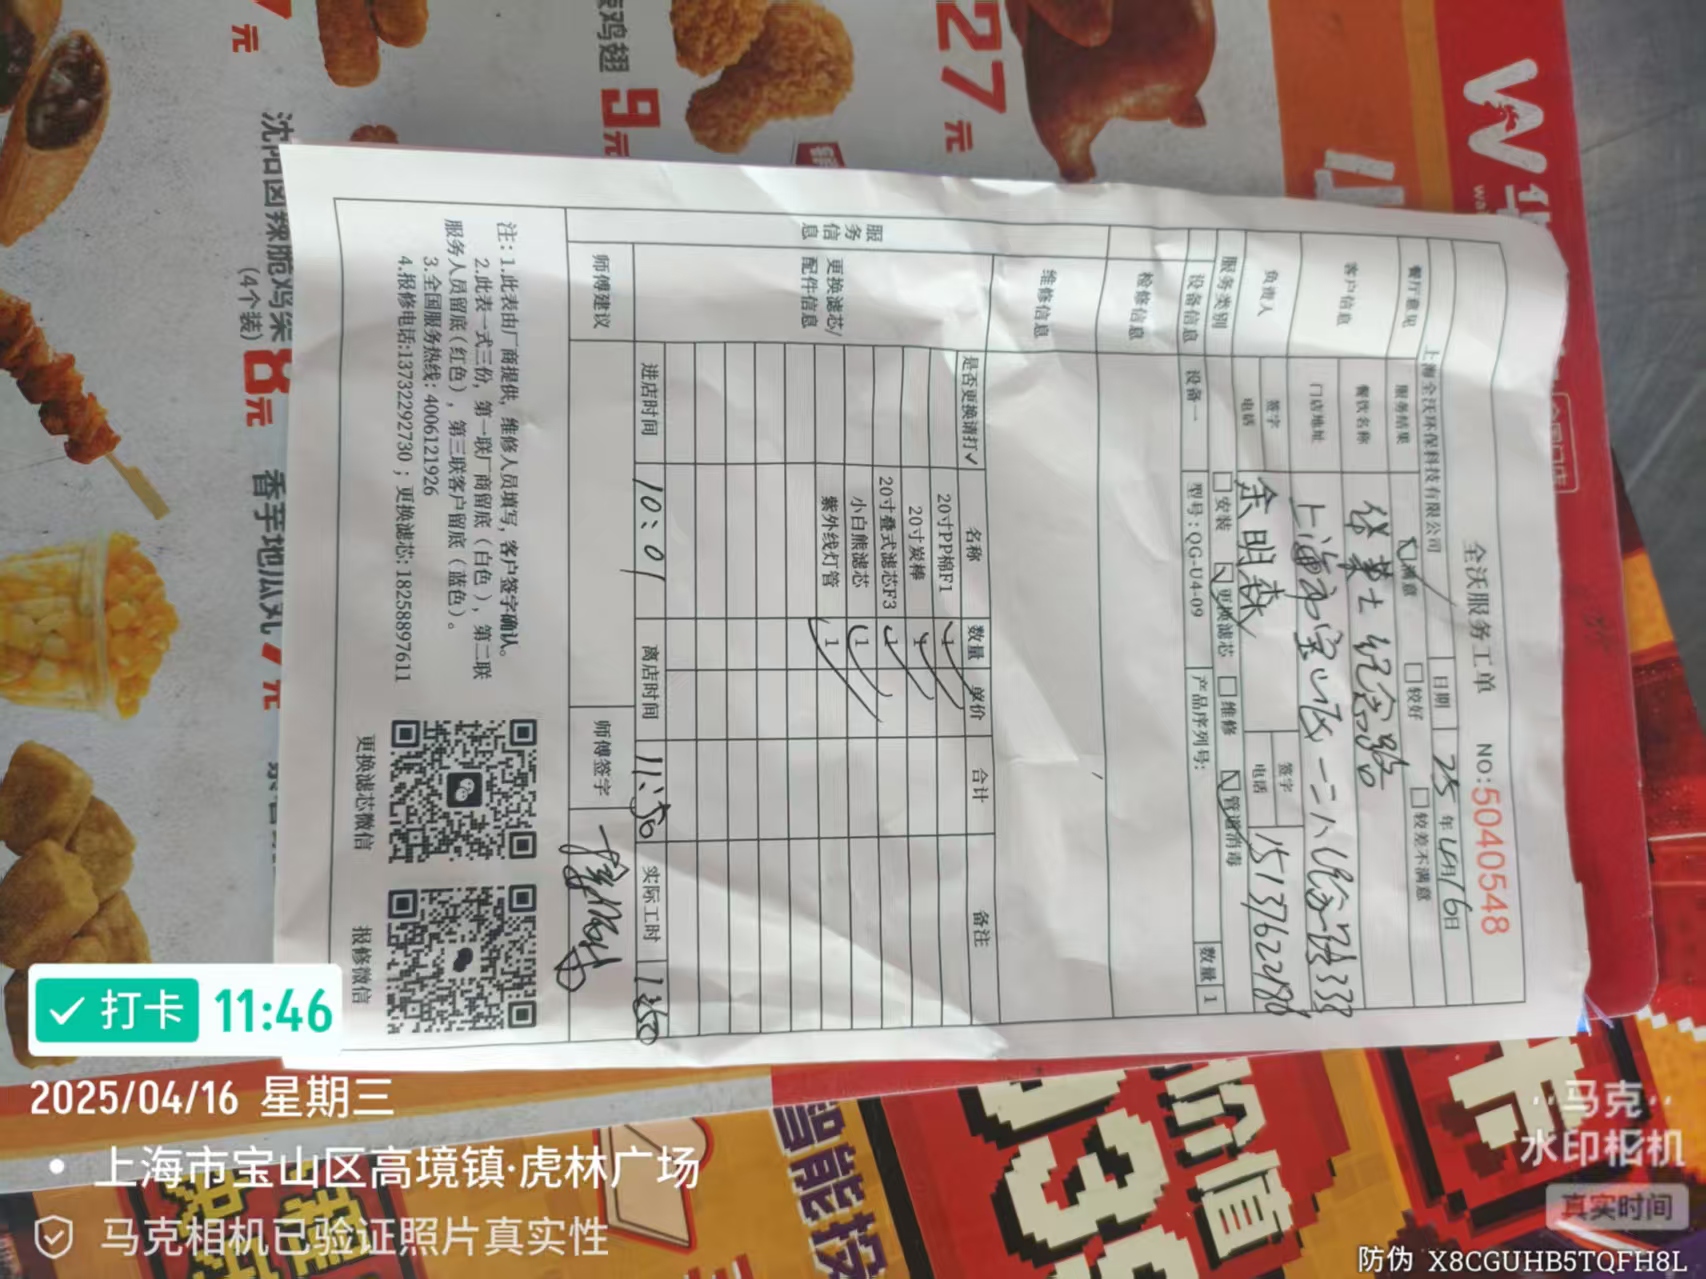 全沃服务工单
NO:5040548
上海全沃环保科技有限公司
日期 25年4月16日
餐厅意见 服务结果 ☑满意 □较好 □较差不满意
客户信息 餐饮名称 华莱士纪念路口
门店地址 上海市宝山区一二八纪念路333
负责人 签字 余明森 签字
电话 电话 15137622488
服务类别 □安装 ☑更换滤芯 □维修 ☑管道消毒
设备信息 设备一 型号:QG-U4-09 产品序列号: 数量 1
服务信息
检修信息
维修信息
更换滤芯/配件信息
是否更换请打✓ 名称 数量 单价 合计 备注
20寸PP棉F1
20寸炭棒
20寸叠式滤芯F3
小白熊滤芯 1
紫外线灯管 1
进店时间 10:01 离店时间 11:50 实际工时
师傅建议 师傅签字
注: 1.此表由厂商提供, 维修人员填写, 客户签字确认。
2.此表一式三份, 第一联厂商留底(白色), 第二联
服务人员留底(红色), 第三联客户留底(蓝色)。
3.全国服务热线: 4006121926
4.报修电话:13732292730; 更换滤芯: 18258897611
更换滤芯微信
报修微信
元
沈阳卤辣脆鸡架
(4个装)
8元
香芋地瓜丸
7元
鸡翅
9元
27元
W
打卡 11:46
2025/04/16 星期三
上海市宝山区高境镇·虎林广场
马克相机已验证照片真实性
马克
水印相机
真实时间
防伪 X8CGUHB5TQFH8L